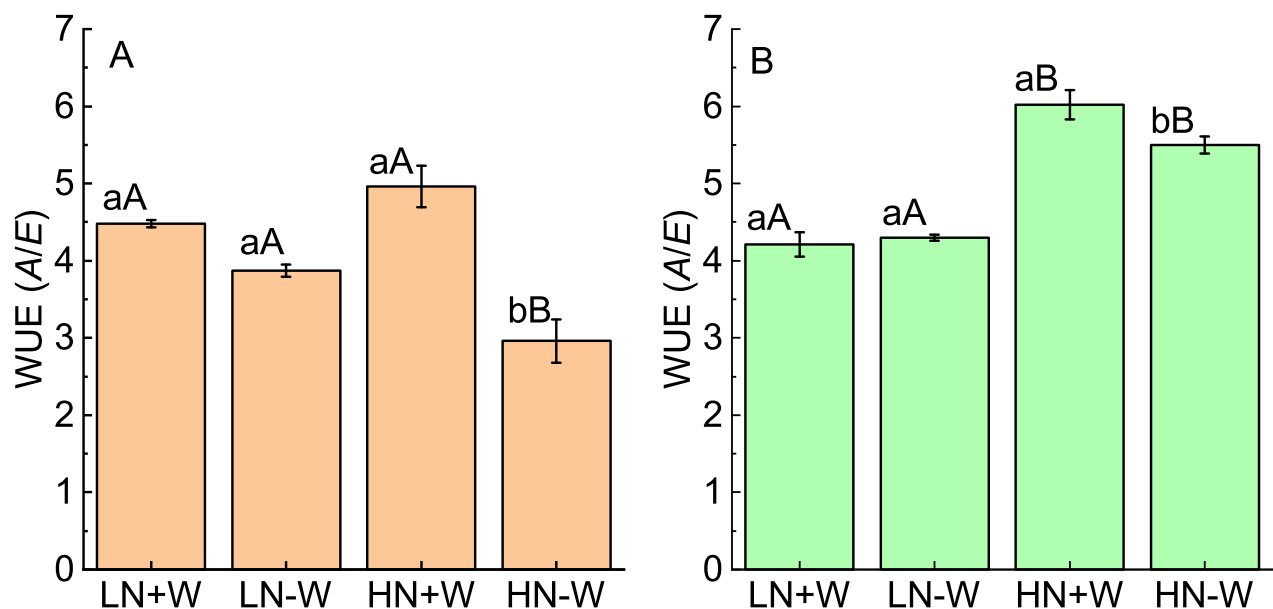 A
WUE (A/E)
7
6
5
4
3
2
1
0
aA
aA
aA
bB
LN+W LN-W HN+W HN-W
B
WUE (A/E)
7
6
5
4
3
2
1
0
aA
aA
aB
bB
LN+W LN-W HN+W HN-W